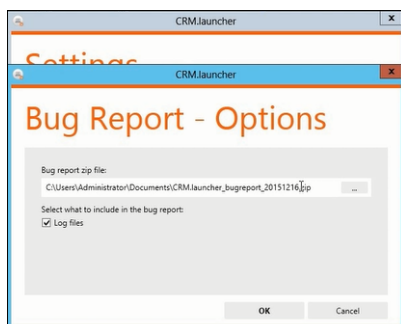 CRM.launcher
x
Settings
CRM.launcher
x
Bug Report - Options
Bug report zip file:
C:\Users\Administrator\Documents\CRM.launcher_bugreport_20151216.zip
...
Select what to include in the bug report:
Log files
OK Cancel